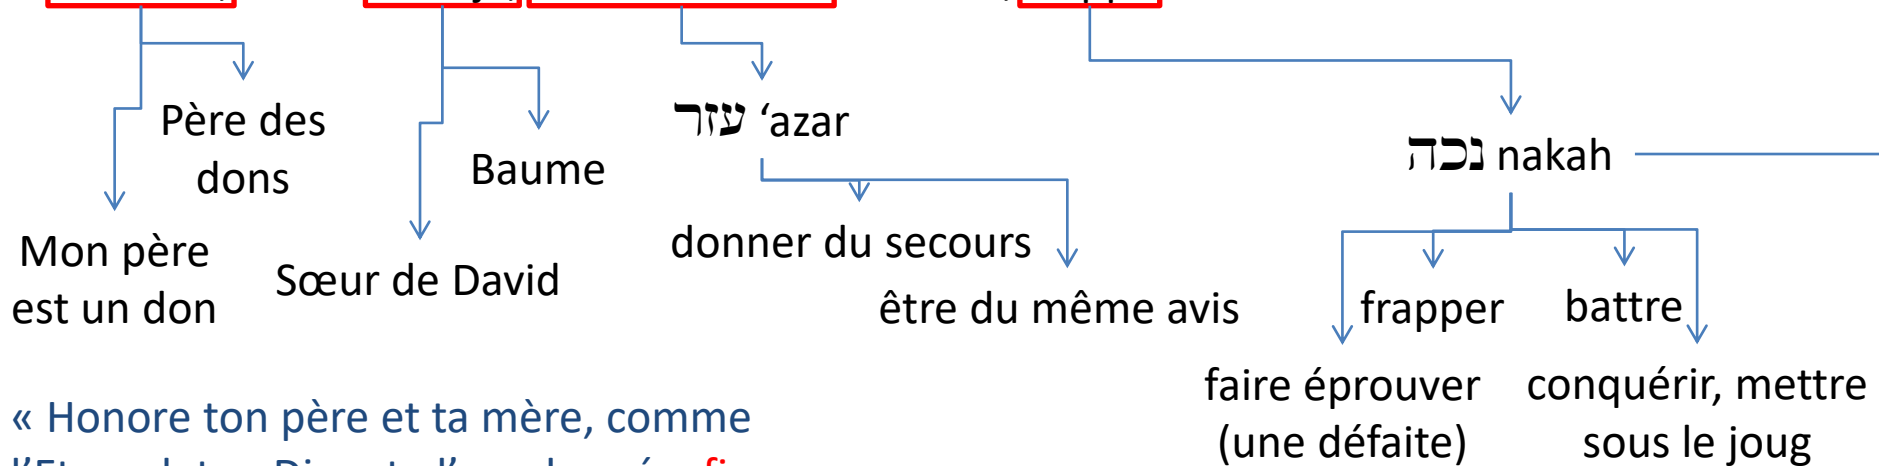 Père des
dons
Mon père
est un don
Sœur de David
Baume
עזר ‘azar
donner du secours
être du même avis
נכה nakah
frapper
battre
faire éprouver
(une défaite)
conquérir, mettre
sous le joug
« Honore ton père et ta mère, comme